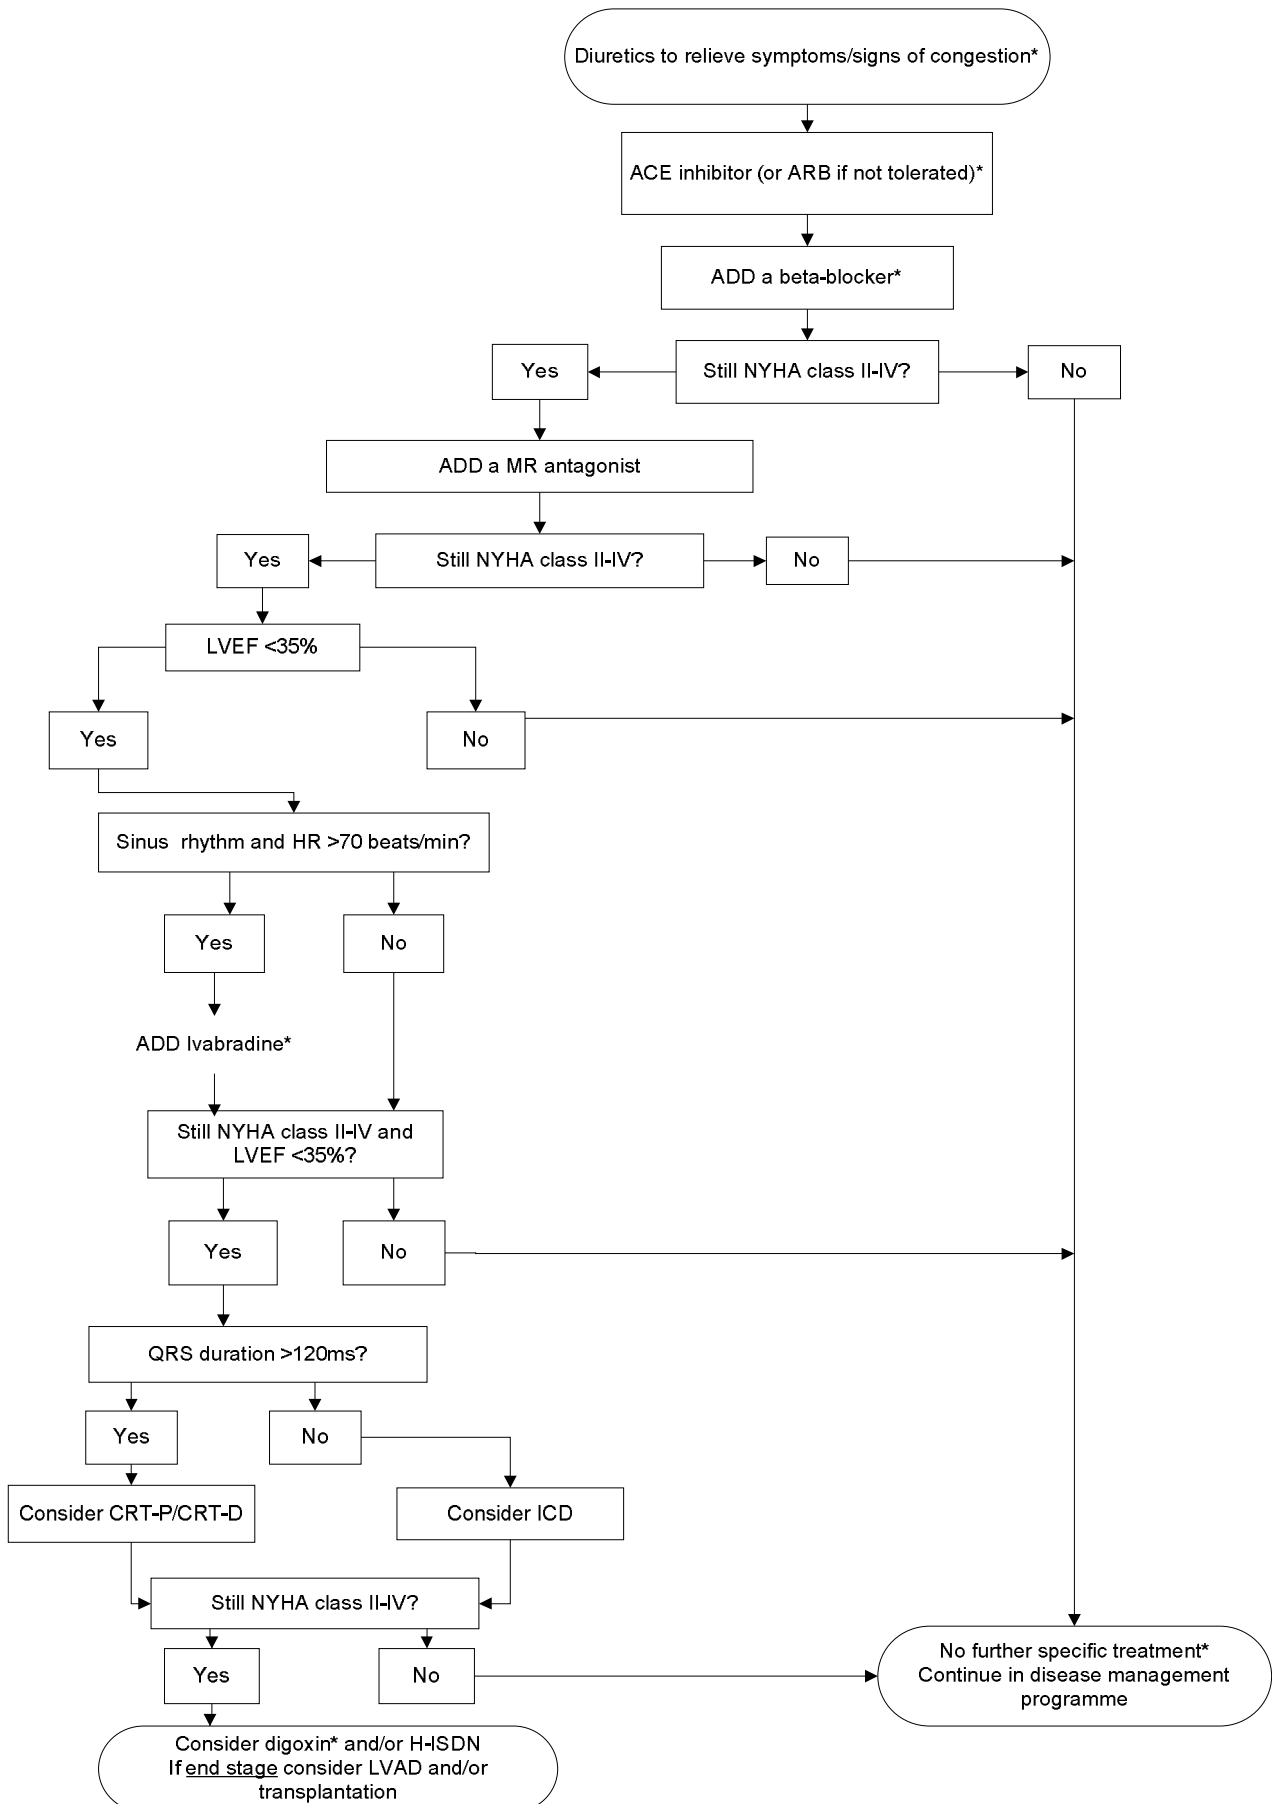 Diuretics to relieve symptoms/signs of congestion*
ACE inhibitor (or ARB if not tolerated)*
ADD a beta-blocker*
Yes
Still NYHA class II-IV?
No
ADD a MR antagonist
Yes
Still NYHA class II-IV?
No
LVEF <35%
Yes
No
Sinus rhythm and HR >70 beats/min?
Yes
No
ADD Ivabradine*
Still NYHA class II-IV and
LVEF <35%?
Yes
No
QRS duration >120ms?
Yes
No
Consider CRT-P/CRT-D
Consider ICD
Still NYHA class II-IV?
Yes
No
No further specific treatment*
Continue in disease management
programme
Consider digoxin* and/or H-ISDN
If end stage consider LVAD and/or
transplantation